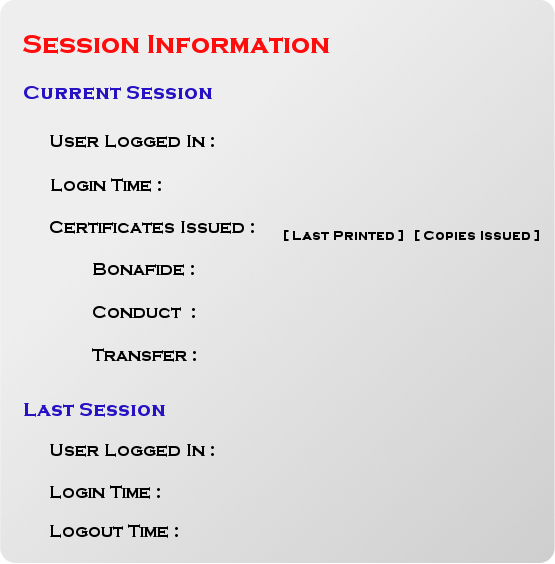 Session Information
Current Session
User Logged In :
Login Time :
Certificates Issued :
[ Last Printed ] [ Copies Issued ]
Bonafide :
Conduct :
Transfer :
Last Session
User Logged In :
Login Time :
Logout Time :